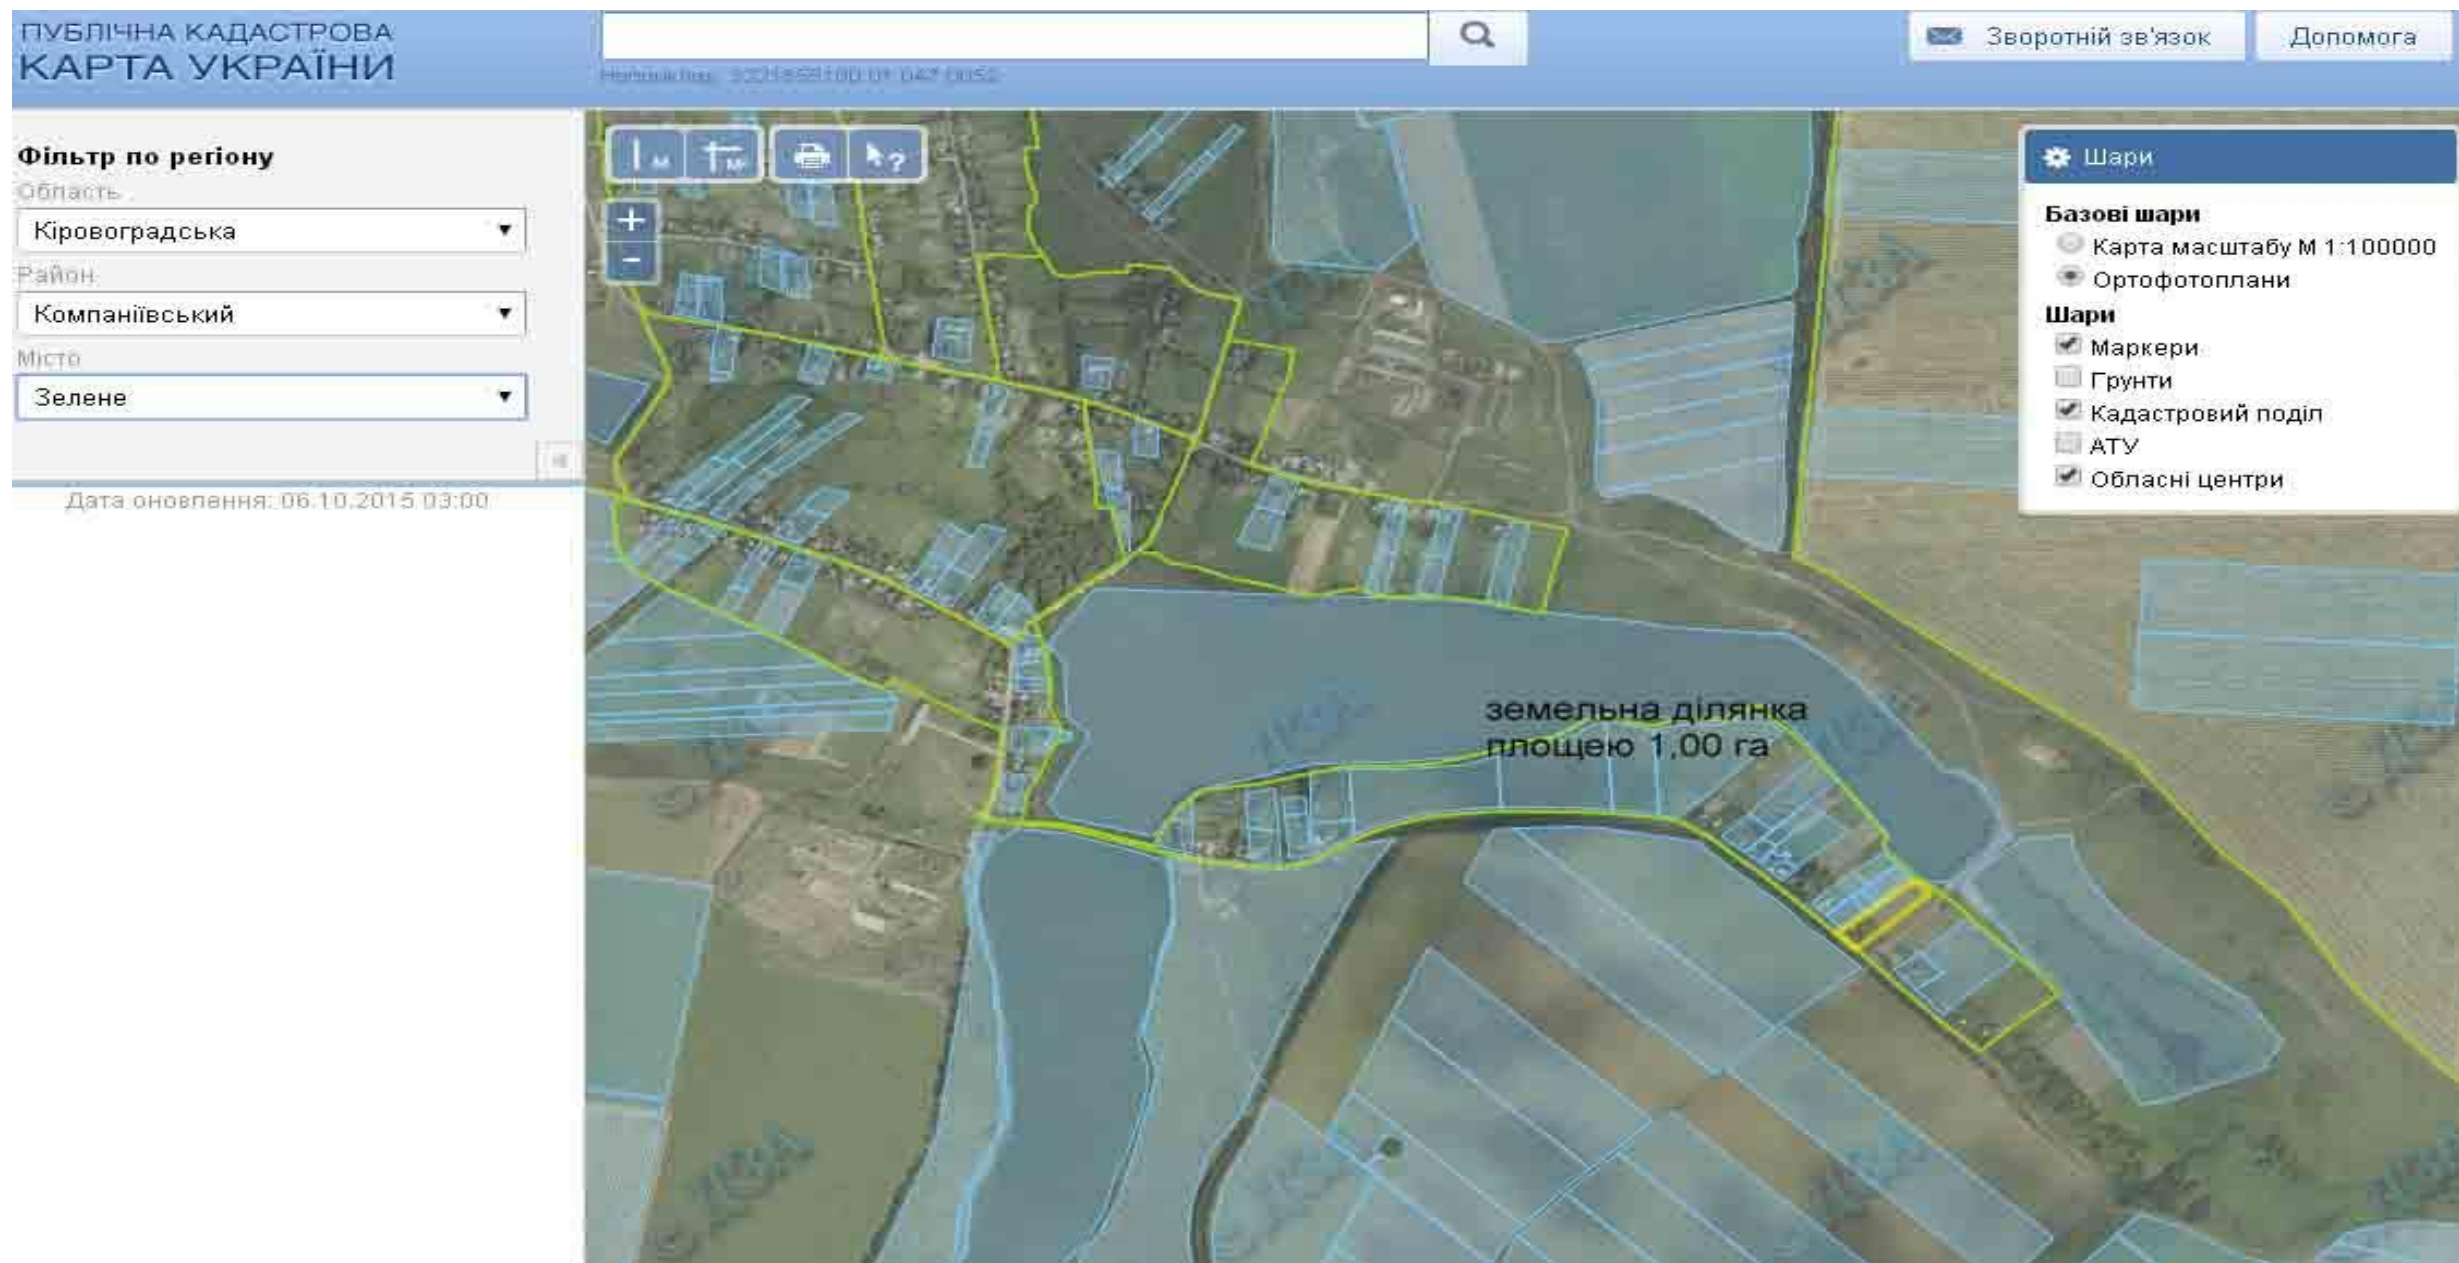 ПУБЛІЧНА КАДАСТРОВА
КАРТА УКРАЇНИ
Зворотній зв'язок
Допомога
Фільтр по регіону
Область
Кіровоградська
Район
Компаніївський
Місто
Зелене
Дата оновлення: 06.10.2015 03:00
Шари
Базові шари
Карта масштабу М 1:100000
Ортофотоплани
Шари
Маркери
Грунти
Кадастровий поділ
АТУ
Обласні центри
земельна ділянка
площею 1,00 га